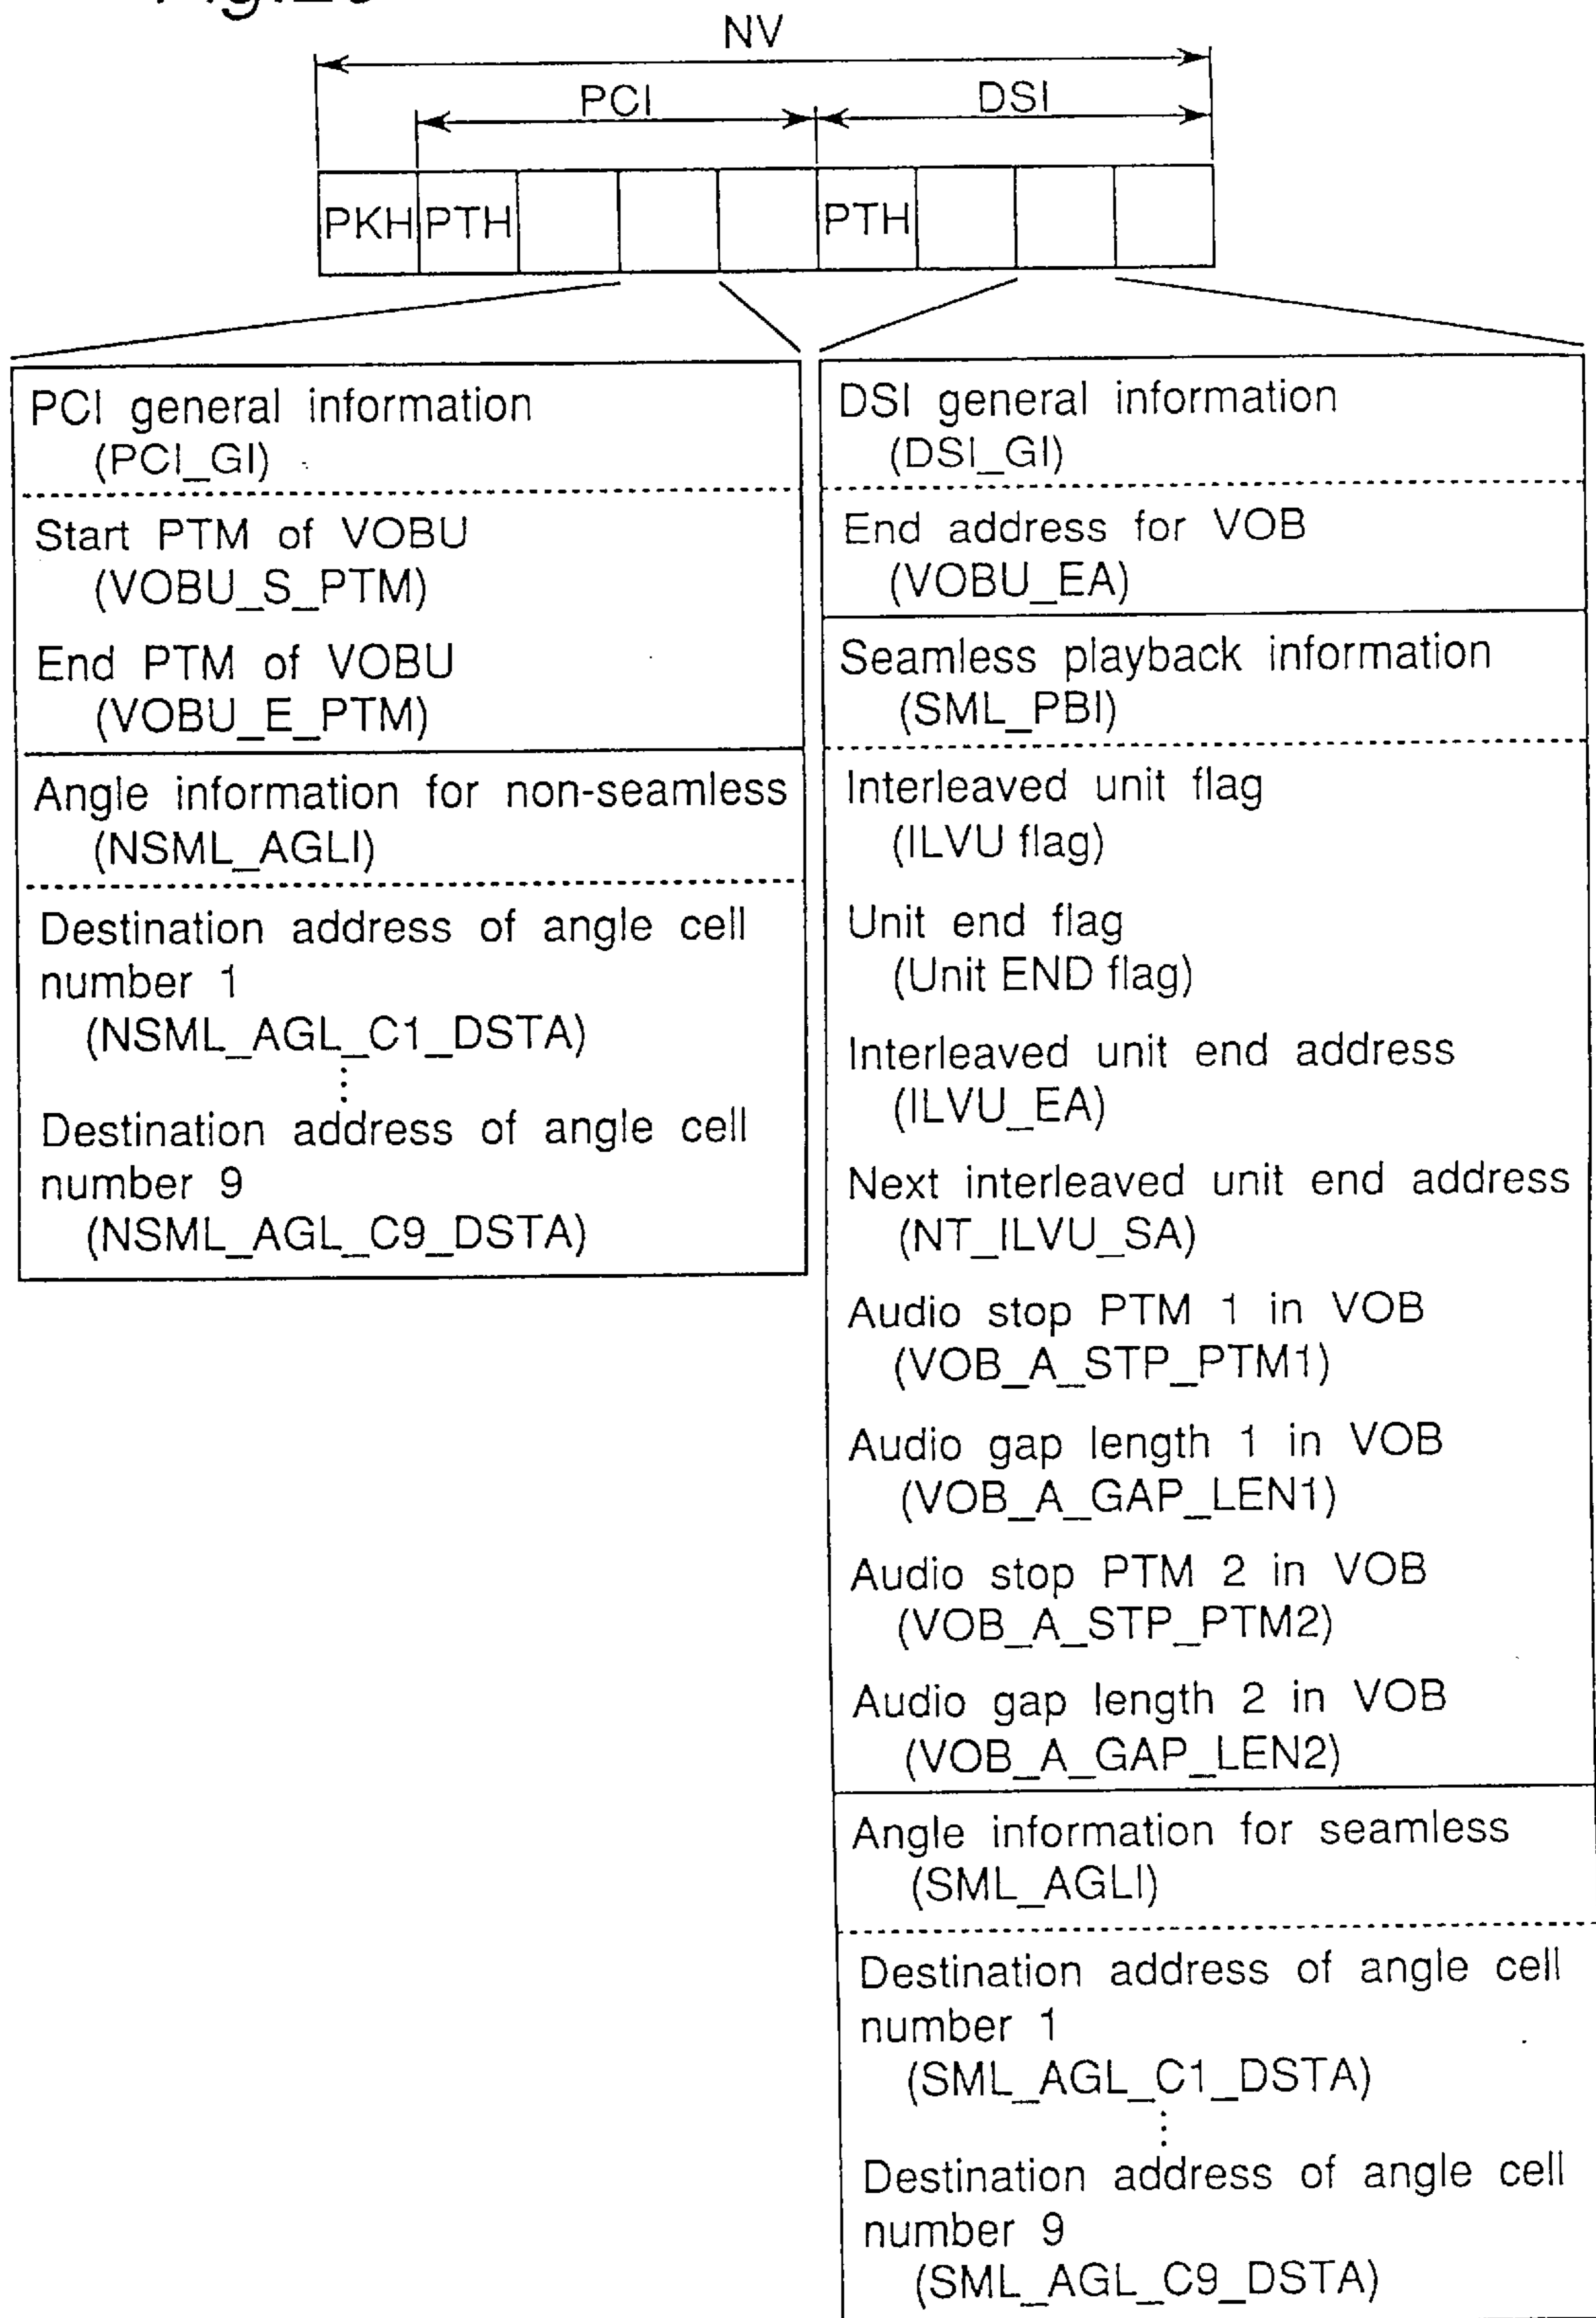 NV
PCI
DSI
PKH PTH PTH
PCI general information
(PCI_GI)
Start PTM of VOBU
(VOBU_S_PTM)
End PTM of VOBU
(VOBU_E_PTM)
Angle information for non-seamless
(NSML_AGLI)
Destination address of angle cell
number 1
(NSML_AGL_C1_DSTA)
Destination address of angle cell
number 9
(NSML_AGL_C9_DSTA)
DSI general information
(DSI_GI)
End address for VOB
(VOBU_EA)
Seamless playback information
(SML_PBI)
Interleaved unit flag
(ILVU flag)
Unit end flag
(Unit END flag)
Interleaved unit end address
(ILVU_EA)
Next interleaved unit end address
(NT_ILVU_SA)
Audio stop PTM 1 in VOB
(VOB_A_STP_PTM1)
Audio gap length 1 in VOB
(VOB_A_GAP_LEN1)
Audio stop PTM 2 in VOB
(VOB_A_STP_PTM2)
Audio gap length 2 in VOB
(VOB_A_GAP_LEN2)
Angle information for seamless
(SML_AGLI)
Destination address of angle cell
number 1
(SML_AGL_C1_DSTA)
Destination address of angle cell
number 9
(SML_AGL_C9_DSTA)